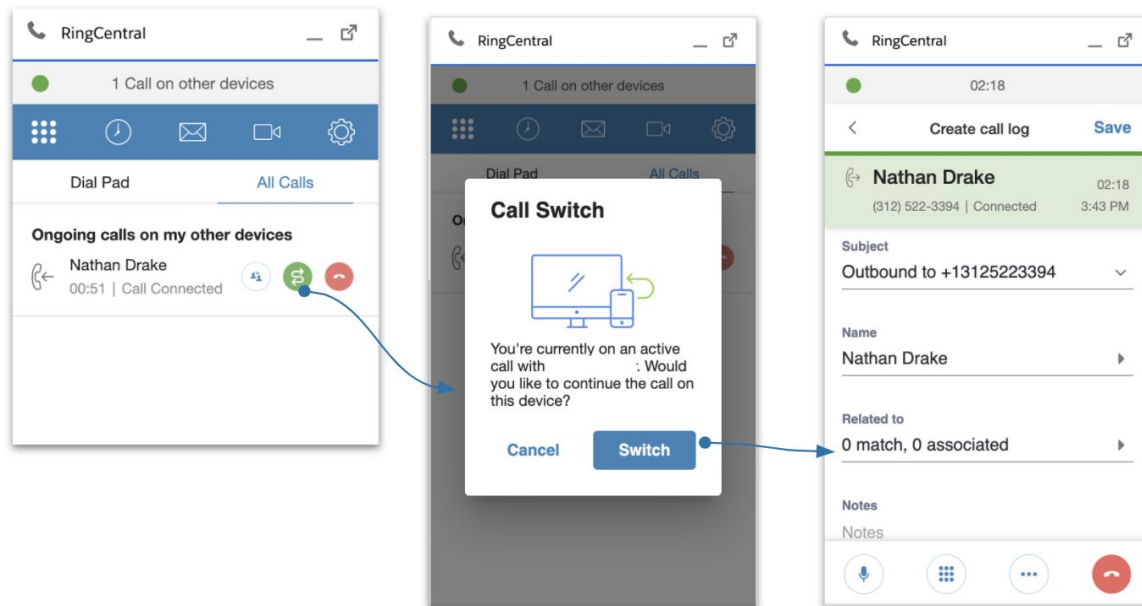 RingCentral
1 Call on other devices
Dial Pad
All Calls
Ongoing calls on my other devices
Nathan Drake
00:51 | Call Connected
RingCentral
1 Call on other devices
Dial Pad
All Calls
Call Switch
You're currently on an active
call with . Would
you like to continue the call on
this device?
Cancel
Switch
RingCentral
02:18
Create call log
Save
Nathan Drake
02:18
(312) 522-3394 | Connected
3:43 PM
Subject
Outbound to +13125223394
Name
Nathan Drake
Related to
0 match, 0 associated
Notes
Notes